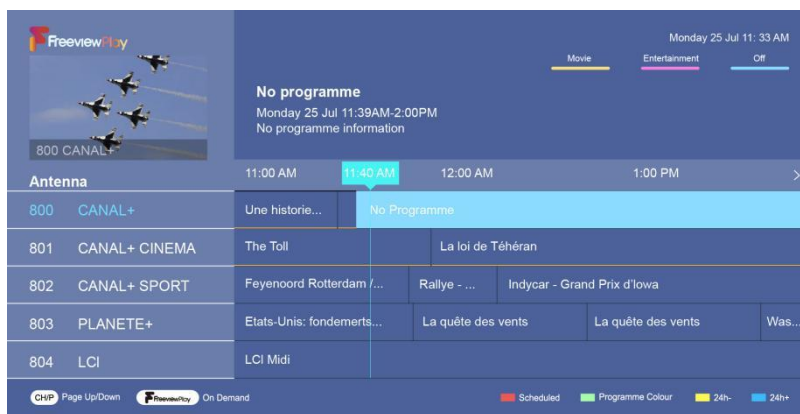 FreeviewPlay
Monday 25 Jul 11: 33 AM
Movie Entertainment Off
No programme
Monday 25 Jul 11:39AM-2:00PM
No programme information
800 CANAL+
Antenna 11:00 AM 11:40 AM 12:00 AM 1:00 PM
800 CANAL+ Une historie... No Programme
801 CANAL+ CINEMA The Toll La loi de Téhéran
802 CANAL+ SPORT Feyenoord Rotterdam /... Rallye - ... Indycar - Grand Prix d'Iowa
803 PLANETE+ Etats-Unis: fondemerts... La quête des vents La quête des vents Was...
804 LCI LCI Midi
CH/P Page Up/Down FreeviewPlay On Demand Scheduled Programme Colour 24h- 24h+